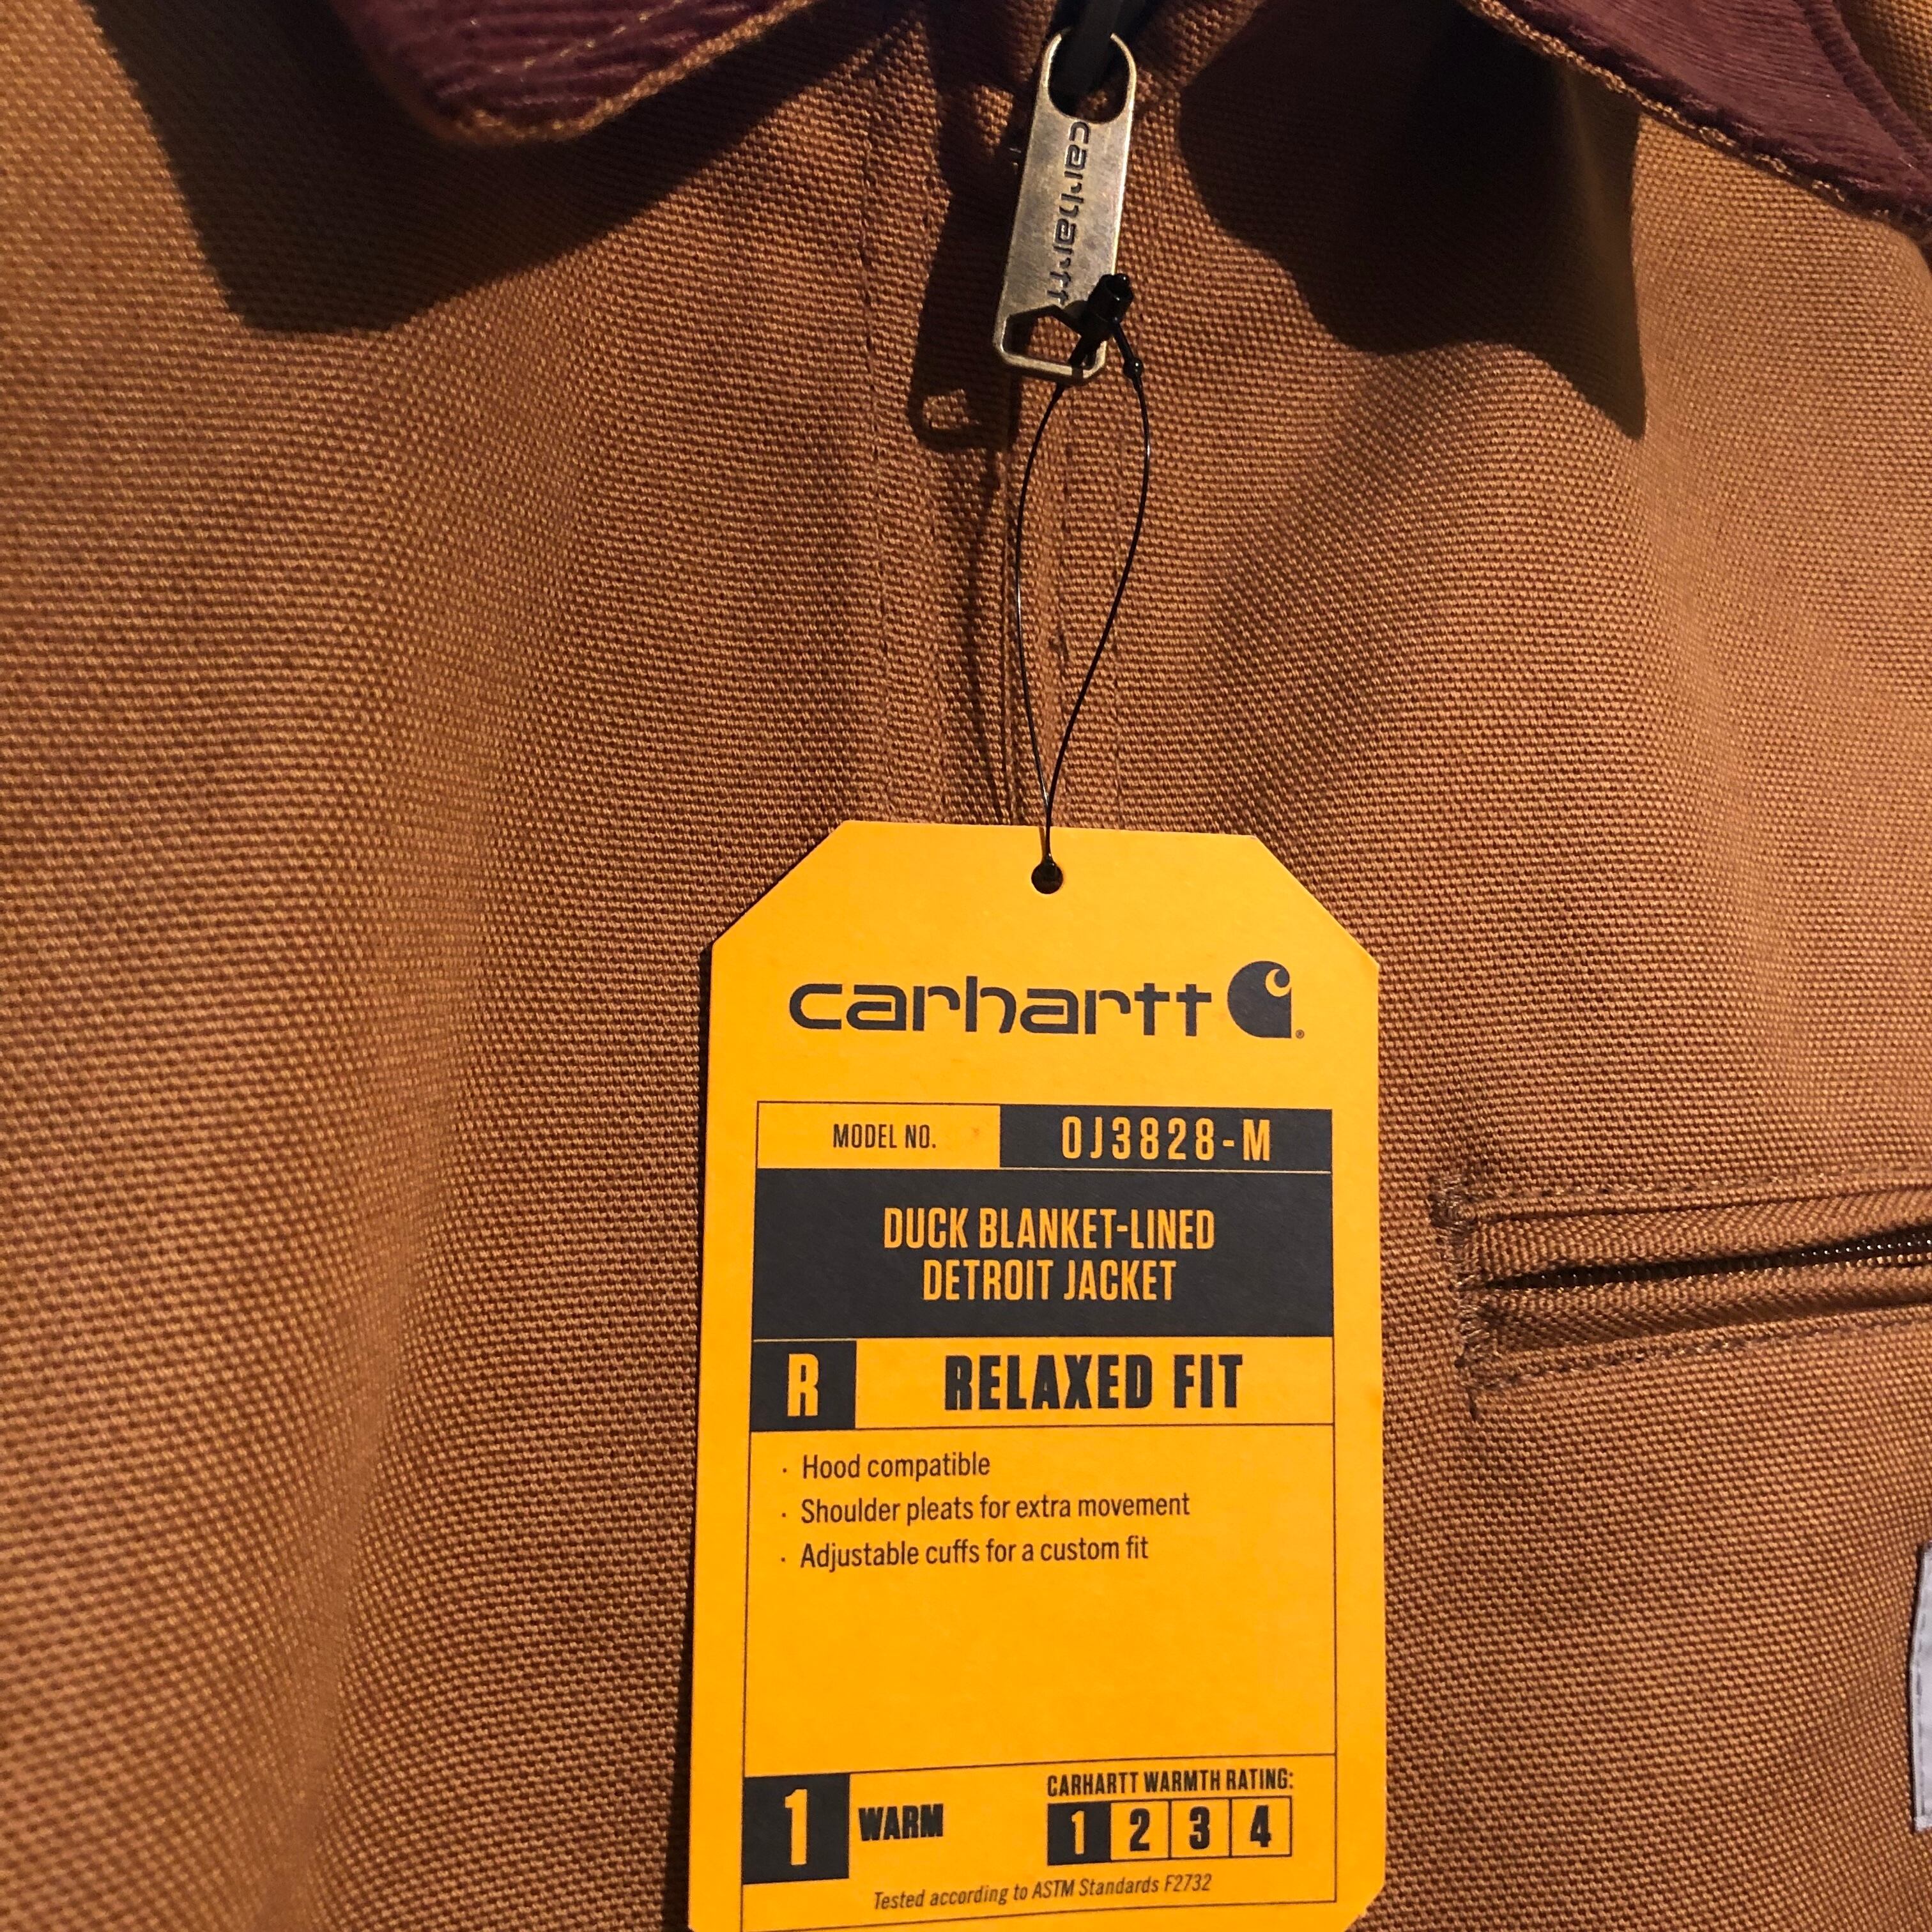 carhartt
carhartt
MODEL NO. OJ3828-M
DUCK BLANKET-LINED
DETROIT JACKET
R RELAXED FIT
· Hood compatible
· Shoulder pleats for extra movement
· Adjustable cuffs for a custom fit
CARHARTT WARMTH RATING:
1 WARM 1 2 3 4
Tested according to ASTM Standards F2732